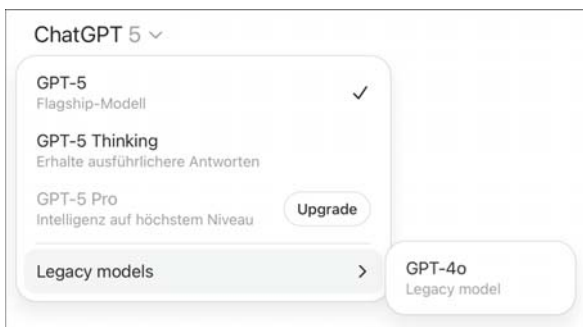 ChatGPT 5
GPT-5
Flagship-Modell
GPT-5 Thinking
Erhalte ausführlichere Antworten
GPT-5 Pro
Intelligenz auf höchstem Niveau
Upgrade
Legacy models
GPT-4o
Legacy model